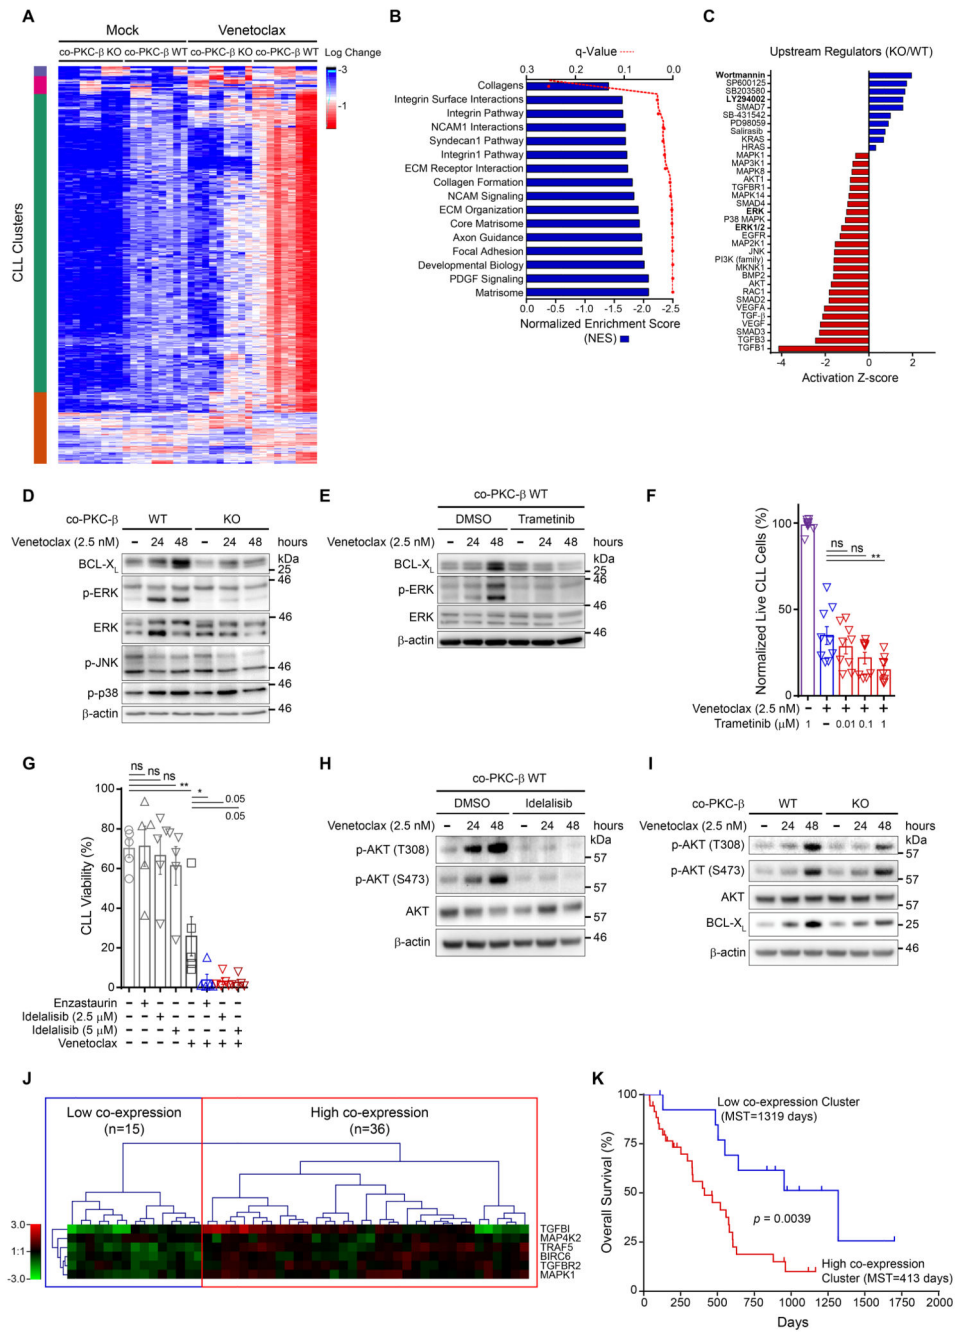 A
Mock
Venetoclax
co-PKC-β KO co-PKC-β WT co-PKC-β KO co-PKC-β WT
Log Change
-3
-1
CLL Clusters
B
q-Value
0.3 0.2 0.1 0.0
Collagens
Integrin Surface Interactions
Integrin Pathway
NCAM1 Interactions
Syndecan1 Pathway
Integrin1 Pathway
ECM Receptor Interaction
Collagen Formation
NCAM Signaling
ECM Organization
Core Matrisome
Axon Guidance
Focal Adhesion
Developmental Biology
PDGF Signaling
Matrisome
0.0 -0.5 -1.0 -1.5 -2.0 -2.5
Normalized Enrichment Score
(NES)
C
Upstream Regulators (KO/WT)
Wortmannin
SP600125
SB203580
LY294002
SMAD7
SB-431542
PD98059
Salirasib
KRAS
HRAS
MAPK1
MAP3K1
MAPK8
AKT1
TGFBR1
MAPK14
SMAD4
ERK
P38 MAPK
ERK1/2
EGFR
MAP2K1
JNK
PI3K (family)
MKNK1
BMP2
AKT
RAC1
SMAD2
VEGFA
TGF-β
VEGF
SMAD3
TGFB3
TGFB1
-4 -2 0 2
Activation Z-score
D
co-PKC-β WT KO
Venetoclax (2.5 nM) – 24 48 – 24 48 hours
kDa
BCL-XL
25
46
p-ERK
46
ERK
p-JNK
46
p-p38
46
β-actin
E
co-PKC-β WT
DMSO Trametinib
Venetoclax (2.5 nM) – 24 48 – 24 48 hours
kDa
BCL-XL
25
46
p-ERK
46
ERK
β-actin
F
Normalized Live CLL Cells (%)
100
50
0
ns
ns
**
Venetoclax (2.5 nM) – + + + +
Trametinib (μM) 1 – 0.01 0.1 1
G
CLL Viability (%)
100
80
60
40
20
0
ns
ns
ns
**
*
0.05
0.05
Enzastaurin – + – – – + – –
Idelalisib (2.5 μM) – – + – – – + –
Idelalisib (5 μM) – – – + – – – +
Venetoclax – – – – + + + +
H
co-PKC-β WT
DMSO Idelalisib
Venetoclax (2.5 nM) – 24 48 – 24 48 hours
kDa
p-AKT (T308)
57
p-AKT (S473)
57
AKT
57
β-actin
46
I
co-PKC-β WT KO
Venetoclax (2.5 nM) – 24 48 – 24 48 hours
kDa
p-AKT (T308)
57
p-AKT (S473)
57
AKT
57
BCL-XL
25
β-actin
46
J
Low co-expression
(n=15)
High co-expression
(n=36)
3.0
1:1
-3.0
TGFBI
MAP4K2
TRAF5
BIRC6
TGFBR2
MAPK1
K
Overall Survival (%)
100
75
50
25
0
Low co-expression Cluster
(MST=1319 days)
p = 0.0039
High co-expression
Cluster (MST=413 days)
0 250 500 750 1000 1250 1500 1750 2000
Days